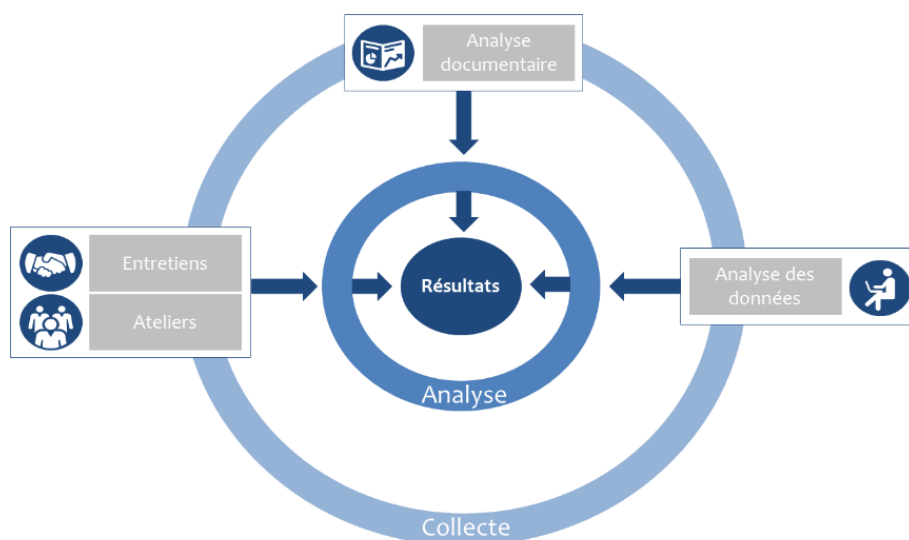 Analyse
documentaire
Entretiens
Ateliers
Résultats
Analyse des
données
Analyse
Collecte